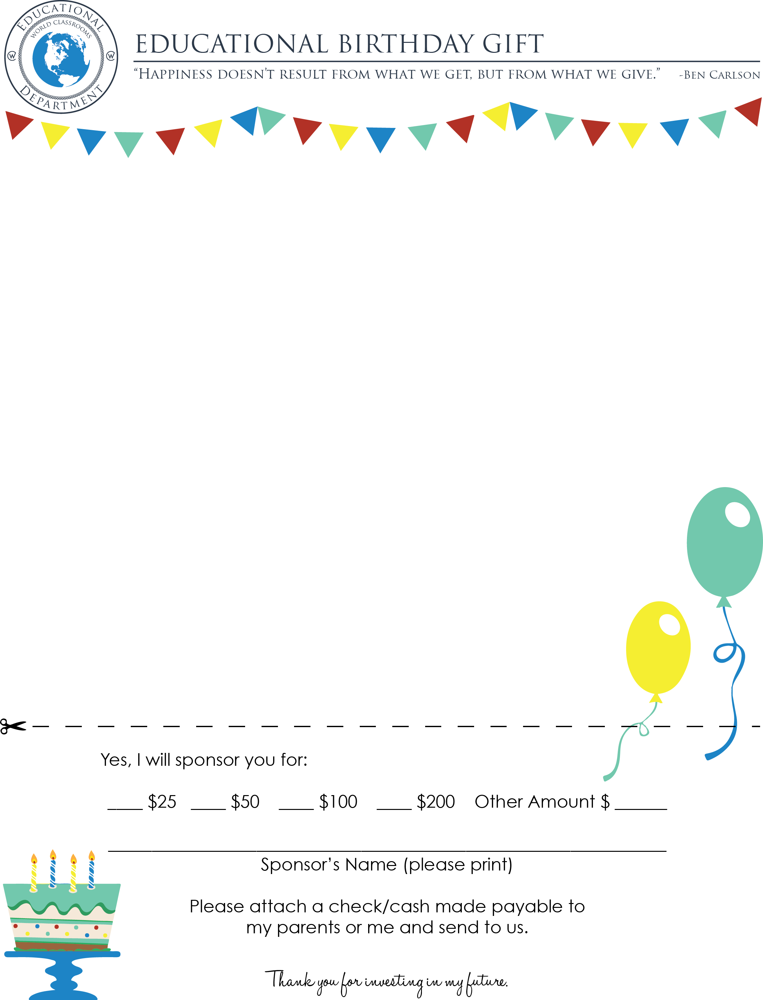 EDUCATIONAL
WORLD CLASSROOMS
W W
DEPARTMENT
EDUCATIONAL BIRTHDAY GIFT
“Happiness doesn’t result from what we get, but from what we give.” -Ben Carlson
Yes, I will sponsor you for:
____ $25 ____ $50 ____ $100 ____ $200 Other Amount $ ______
Sponsor’s Name (please print)
Please attach a check/cash made payable to
my parents or me and send to us.
Thank you for investing in my future.